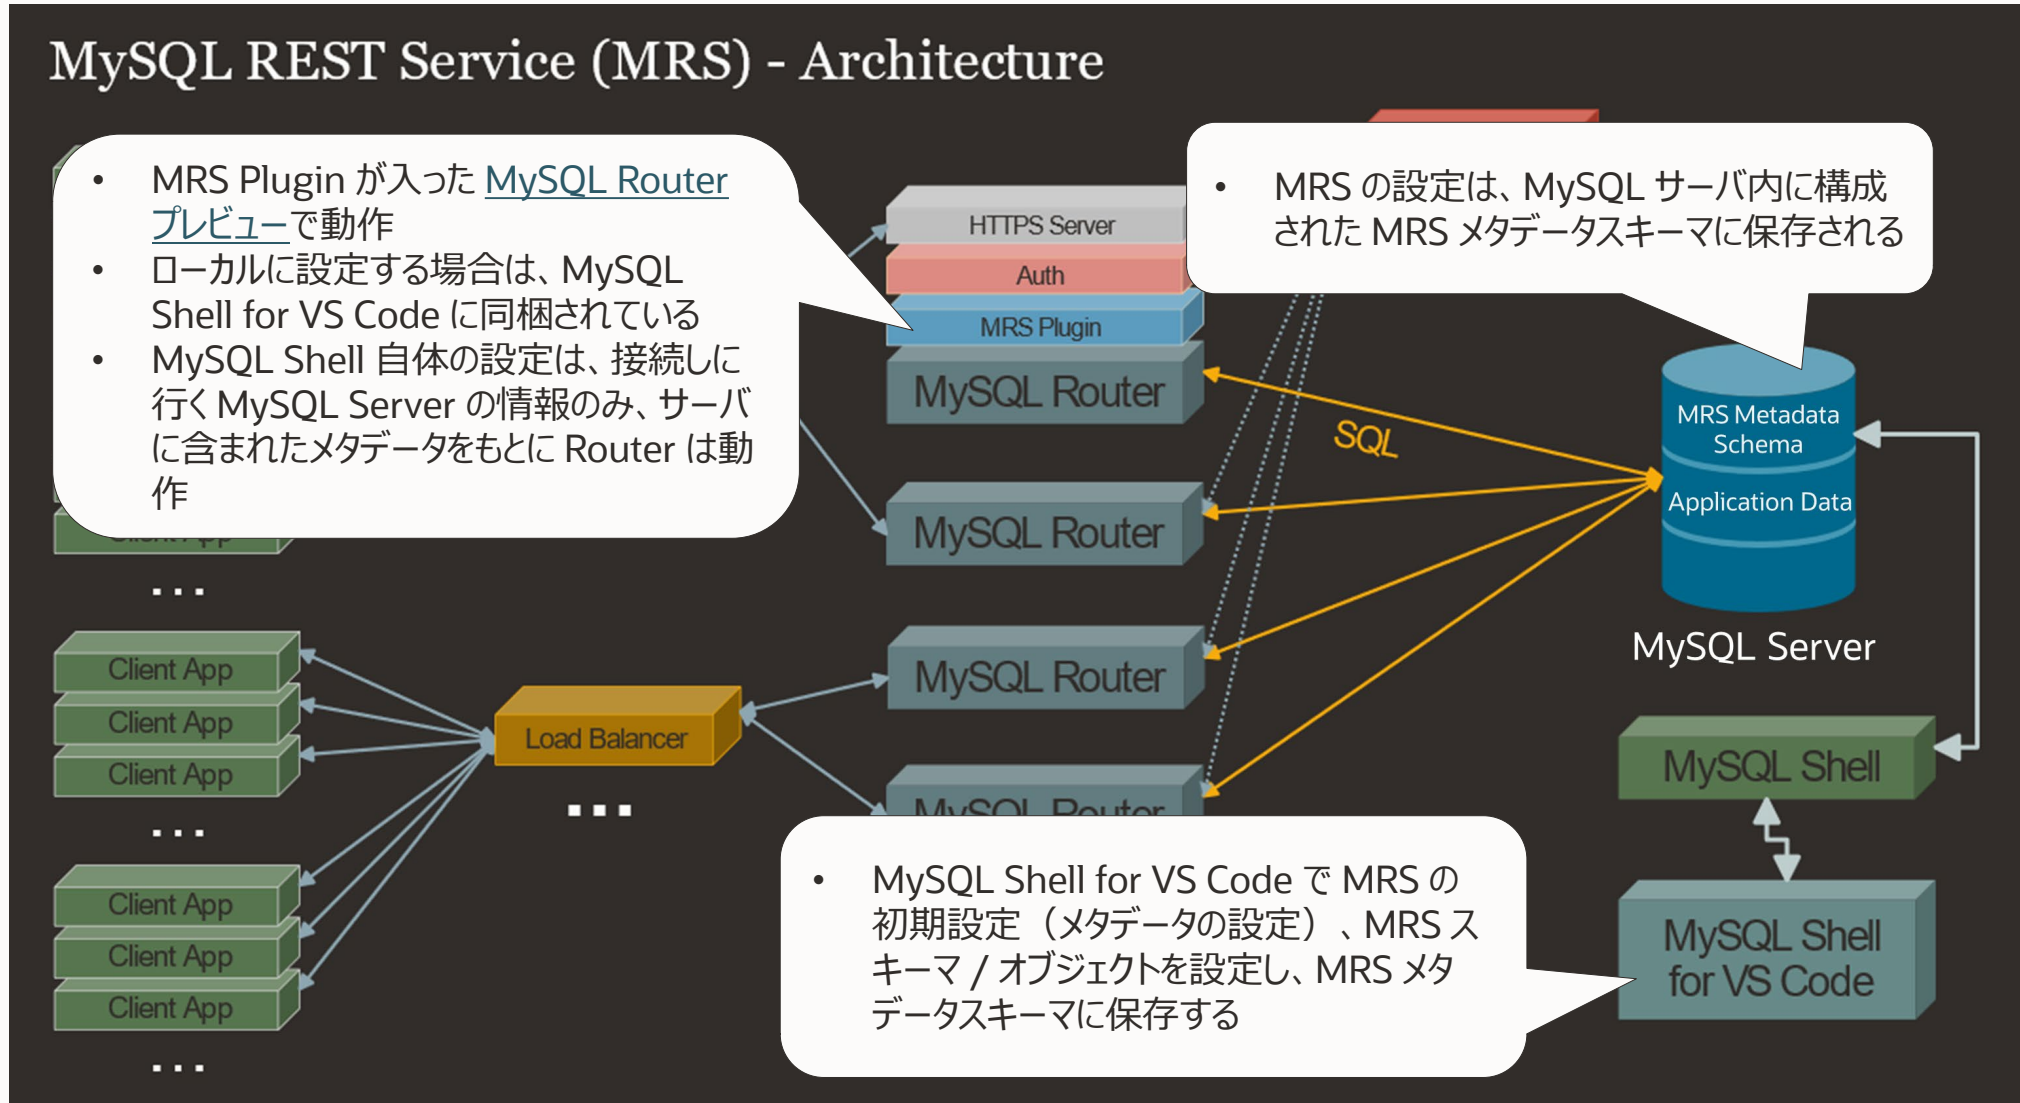 MySQL REST Service (MRS) - Architecture
• MRS Plugin が入った MySQL Router
プレビューで動作
• ローカルに設定する場合は、MySQL
Shell for VS Code に同梱されている
• MySQL Shell 自体の設定は、接続しに
行く MySQL Server の情報のみ、サーバ
に含まれたメタデータをもとに Router は動
作
• MRS の設定は、MySQL サーバ内に構成
された MRS メタデータスキーマに保存される
HTTPS Server
Auth
MRS Plugin
MySQL Router
SQL
MRS Metadata
Schema
Application Data
MySQL Server
MySQL Router
Client App
...
MySQL Router
Client App
Client App
Client App
...
Load Balancer
...
MySQL Router
MySQL Shell
Client App
Client App
Client App
...
• MySQL Shell for VS Code で MRS の
初期設定（メタデータの設定）、MRS ス
キーマ / オブジェクトを設定し、MRS メタ
データスキーマに保存する
MySQL Shell
for VS Code